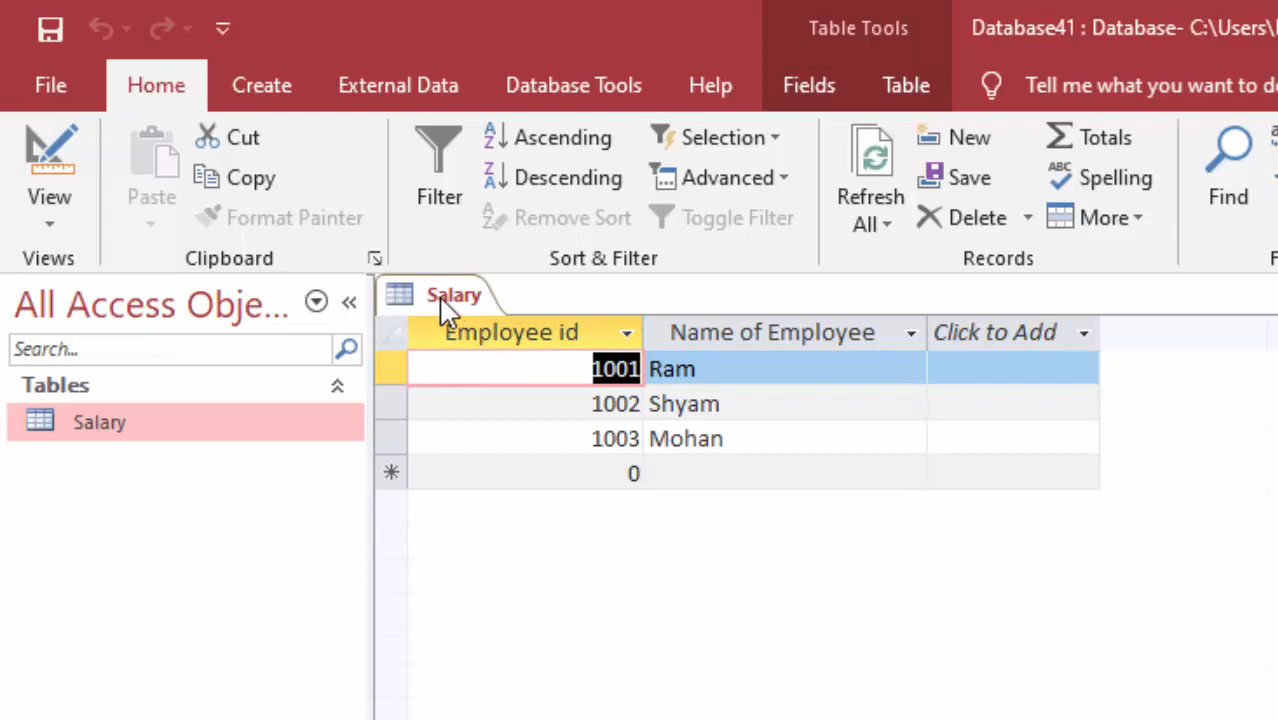 Table Tools
Database41 : Database- C:\Users\
File
Home
Create
External Data
Database Tools
Help
Fields
Table
Tell me what you want to d
View
Paste
Cut
Copy
Format Painter
Filter
Ascending
Descending
Remove Sort
Selection
Advanced
Toggle Filter
Refresh
All
New
Save
Delete
Totals
Spelling
More
Find
Views
Clipboard
Sort & Filter
Records
All Access Obje...
Search...
Tables
Salary
Salary
Employee id
Name of Employee
Click to Add
1001 Ram
1002 Shyam
1003 Mohan
0